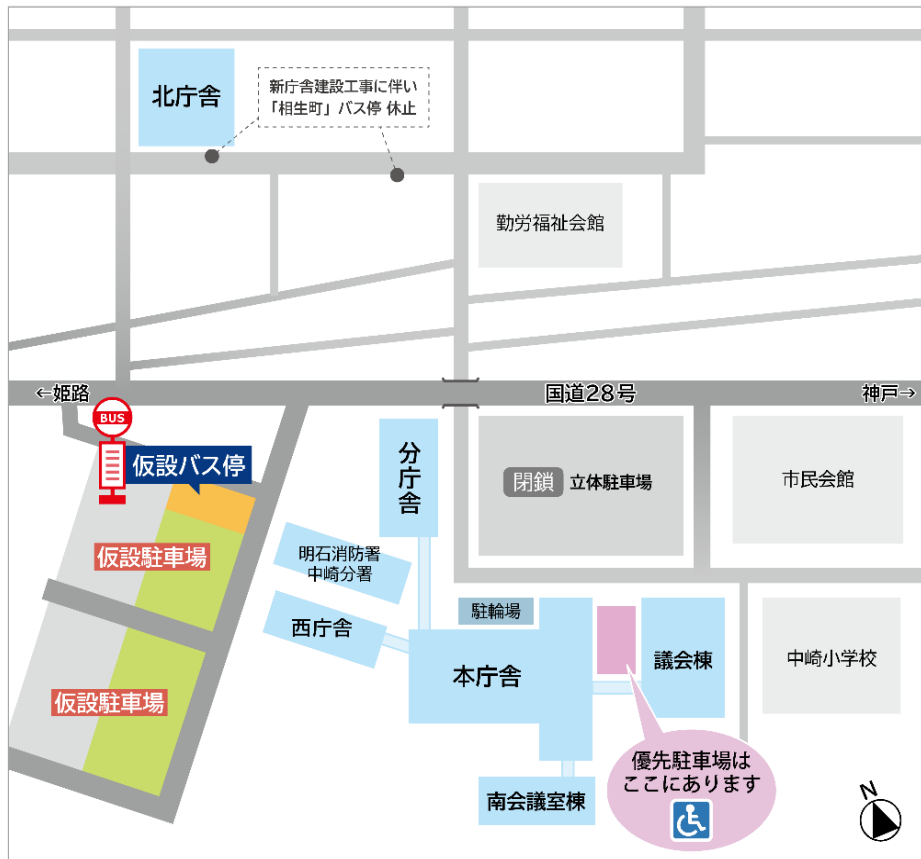 北庁舎
新庁舎建設工事に伴い
「相生町」バス停 休止
勤労福祉会館
←姫路
国道28号
神戸→
BUS
仮設バス停
分庁舎
閉鎖 立体駐車場
市民会館
仮設駐車場
明石消防署
中崎分署
駐輪場
西庁舎
本庁舎
議会棟
中崎小学校
仮設駐車場
優先駐車場は
ここにあります
南会議室棟
N